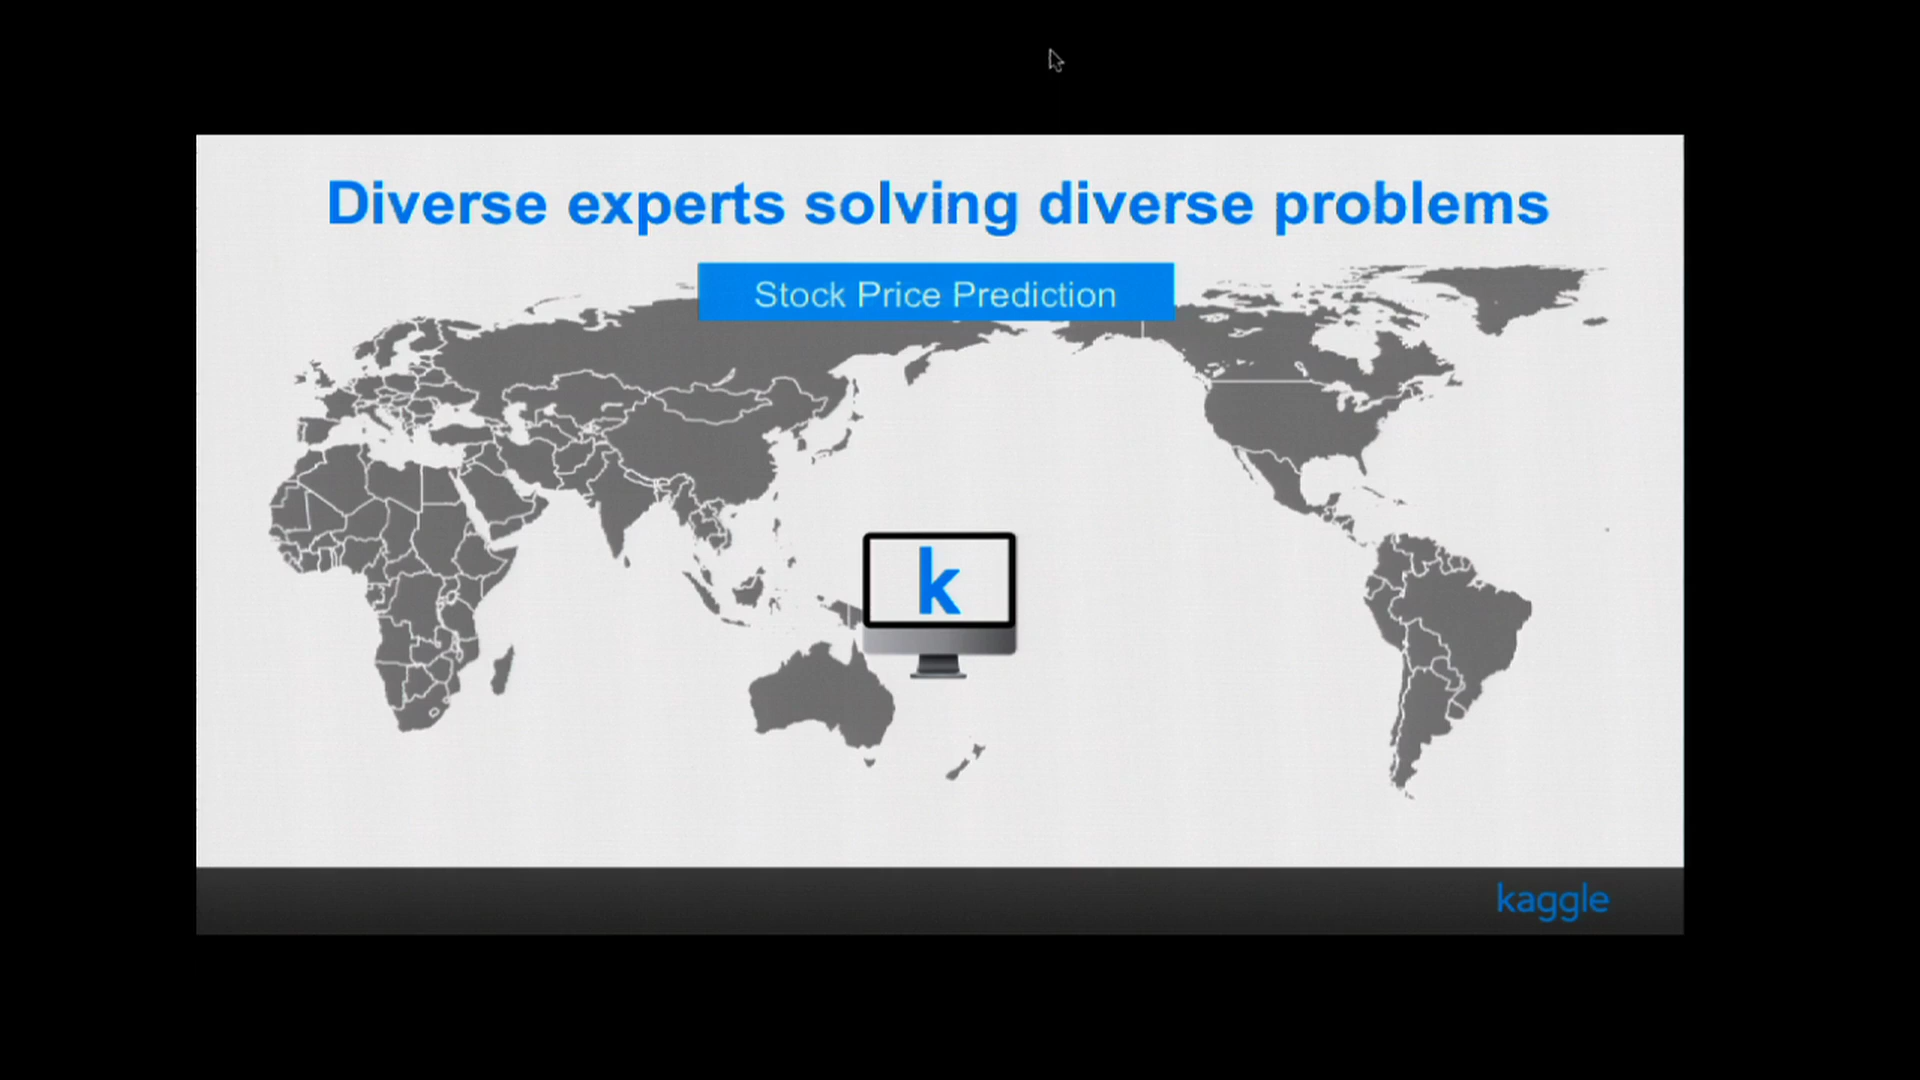 Diverse experts solving diverse problems
Stock Price Prediction
k
kaggle